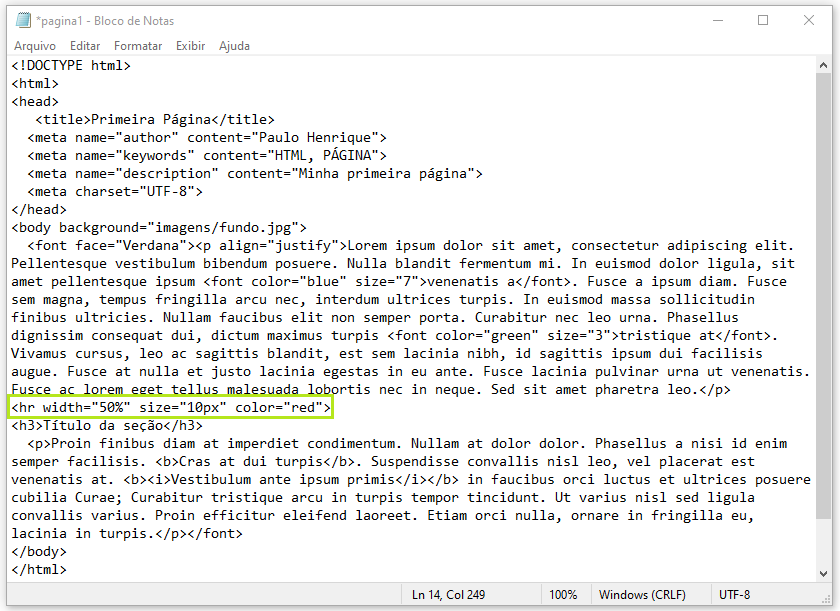 *pagina1 - Bloco de Notas
Arquivo Editar Formatar Exibir Ajuda
<!DOCTYPE html>
<html>
<head>
   <title>Primeira Página</title>
  <meta name="author" content="Paulo Henrique">
  <meta name="keywords" content="HTML, PÁGINA">
  <meta name="description" content="Minha primeira página">
  <meta charset="UTF-8">
</head>
<body background="imagens/fundo.jpg">
  <font face="Verdana"><p align="justify">Lorem ipsum dolor sit amet, consectetur adipiscing elit.
Pellentesque vestibulum bibendum posuere. Nulla blandit fermentum mi. In euismod dolor ligula, sit
amet pellentesque ipsum <font color="blue" size="7">venenatis a</font>. Fusce a ipsum diam. Fusce
sem magna, tempus fringilla arcu nec, interdum ultrices turpis. In euismod massa sollicitudin
finibus ultricies. Nullam faucibus elit non semper porta. Curabitur nec leo urna. Phasellus
dignissim consequat dui, dictum maximus turpis <font color="green" size="3">tristique at</font>.
Vivamus cursus, leo ac sagittis blandit, est sem lacinia nibh, id sagittis ipsum dui facilisis
augue. Fusce at nulla et justo lacinia egestas in eu ante. Fusce lacinia pulvinar urna ut venenatis.
Fusce ac lorem eget tellus malesuada lobortis nec in neque. Sed sit amet pharetra leo.</p>
<hr width="50%" size="10px" color="red">
<h3>Título da seção</h3>
  <p>Proin finibus diam at imperdiet condimentum. Nullam at dolor dolor. Phasellus a nisi id enim
semper facilisis. <b>Cras at dui turpis</b>. Suspendisse convallis nisl leo, vel placerat est
venenatis at. <b><i>Vestibulum ante ipsum primis</i></b> in faucibus orci luctus et ultrices posuere
cubilia Curae; Curabitur tristique arcu in turpis tempor tincidunt. Ut varius nisl sed ligula
convallis varius. Proin efficitur eleifend laoreet. Etiam orci nulla, ornare in fringilla eu,
lacinia in turpis.</p></font>
</body>
</html>
Ln 14, Col 249 100% Windows (CRLF) UTF-8